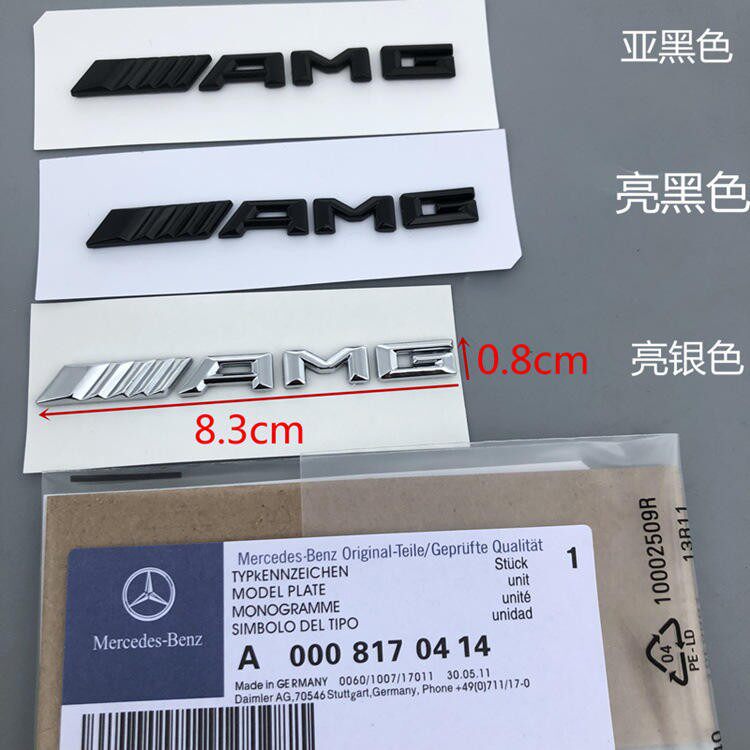 AMG
亚黑色
AMG
亮黑色
AMG
0.8cm
亮银色
8.3cm
Mercedes-Benz Original-Teile/Geprüfte Qualität
TYPkENNZEICHEN
MODEL PLATE
MONOGRAMME
SIMBOLO DEL TIPO
Stück
unit
unité
unidad
1
Mercedes-Benz
A 000 817 04 14
Made in GERMANY 0060/1007/17011 30.05.11
Daimler AG,70546 Stuttgart,Germany, Phone +49(0)711/17-0
10002509R
13B11
04
PE-LD